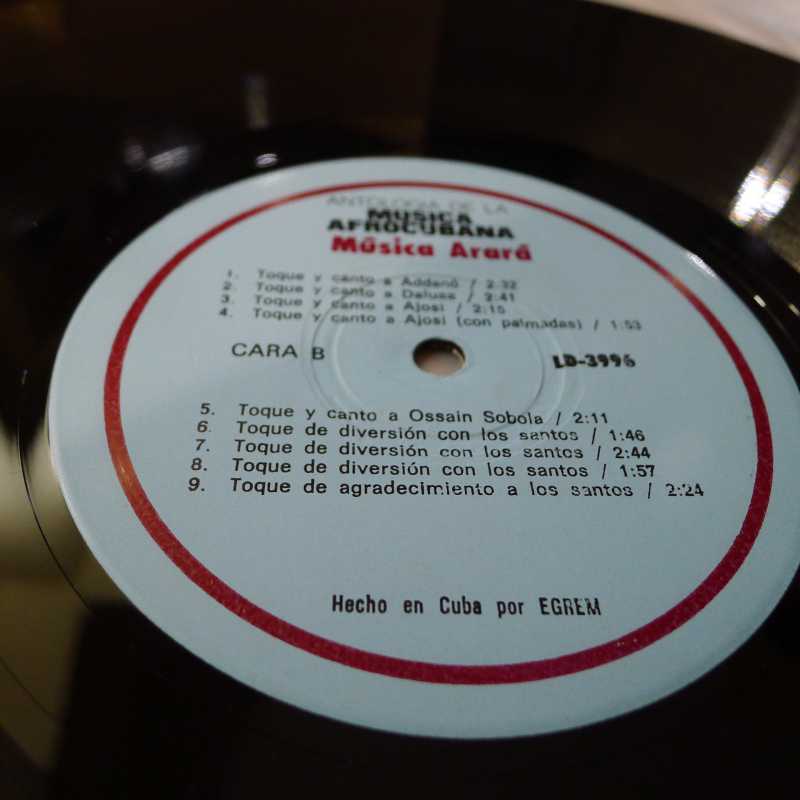 ANTOLOGIA DE LA
MUSICA
AFROCUBANA
Música Arará
1. Toque y canto a Addanó / 2:32
2. Toque y canto a Daluaa / 2:41
3. Toque y canto a Ajosi / 2:15
4. Toque y canto a Ajosi (con palmadas) / 1:53
CARA B
LD-3996
5. Toque y canto a Ossain Sobola / 2:11
6. Toque de diversión con los santos / 1:46
7. Toque de diversión con los santos / 2:44
8. Toque de diversión con los santos / 1:57
9. Toque de agradecimiento a los santos / 2:24
Hecho en Cuba por EGREM